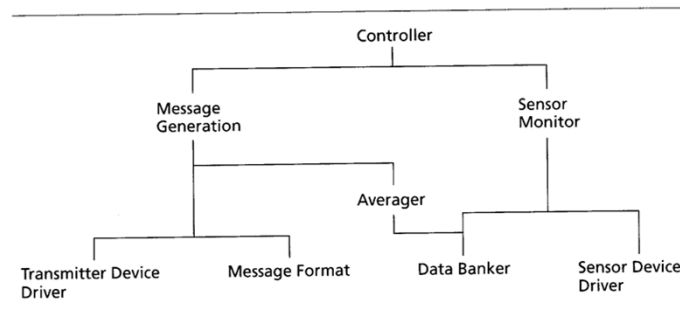 Controller
Message
Generation
Sensor
Monitor
Averager
Transmitter Device
Driver
Message Format
Data Banker
Sensor Device
Driver